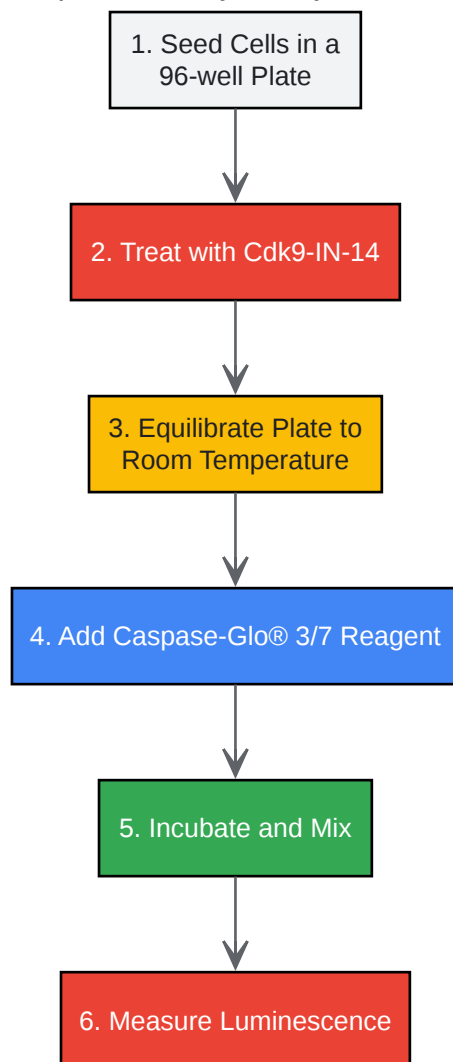 1. Seed Cells in a
96-well Plate
2. Treat with Cdk9-IN-14
3. Equilibrate Plate to
Room Temperature
4. Add Caspase-Glo® 3/7 Reagent
5. Incubate and Mix
6. Measure Luminescence